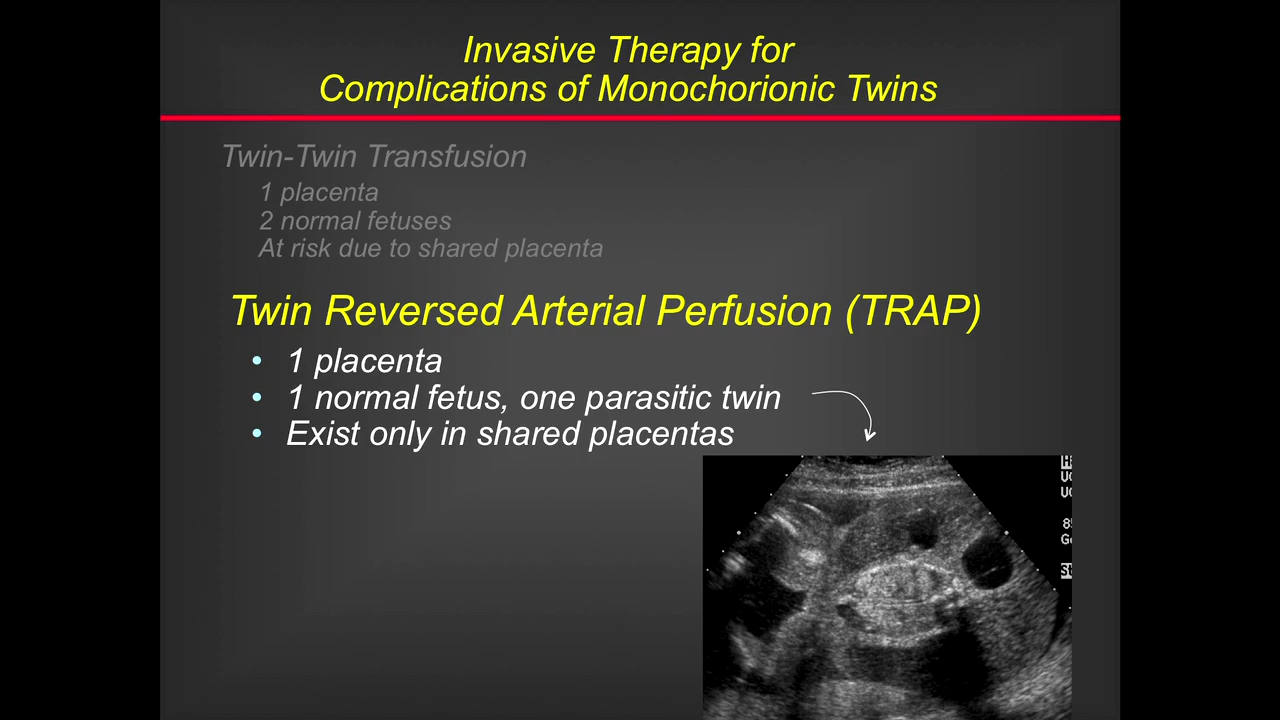 Invasive Therapy for
Complications of Monochorionic Twins
Twin-Twin Transfusion
1 placenta
2 normal fetuses
At risk due to shared placenta
Twin Reversed Arterial Perfusion (TRAP)
• 1 placenta
• 1 normal fetus, one parasitic twin
• Exist only in shared placentas